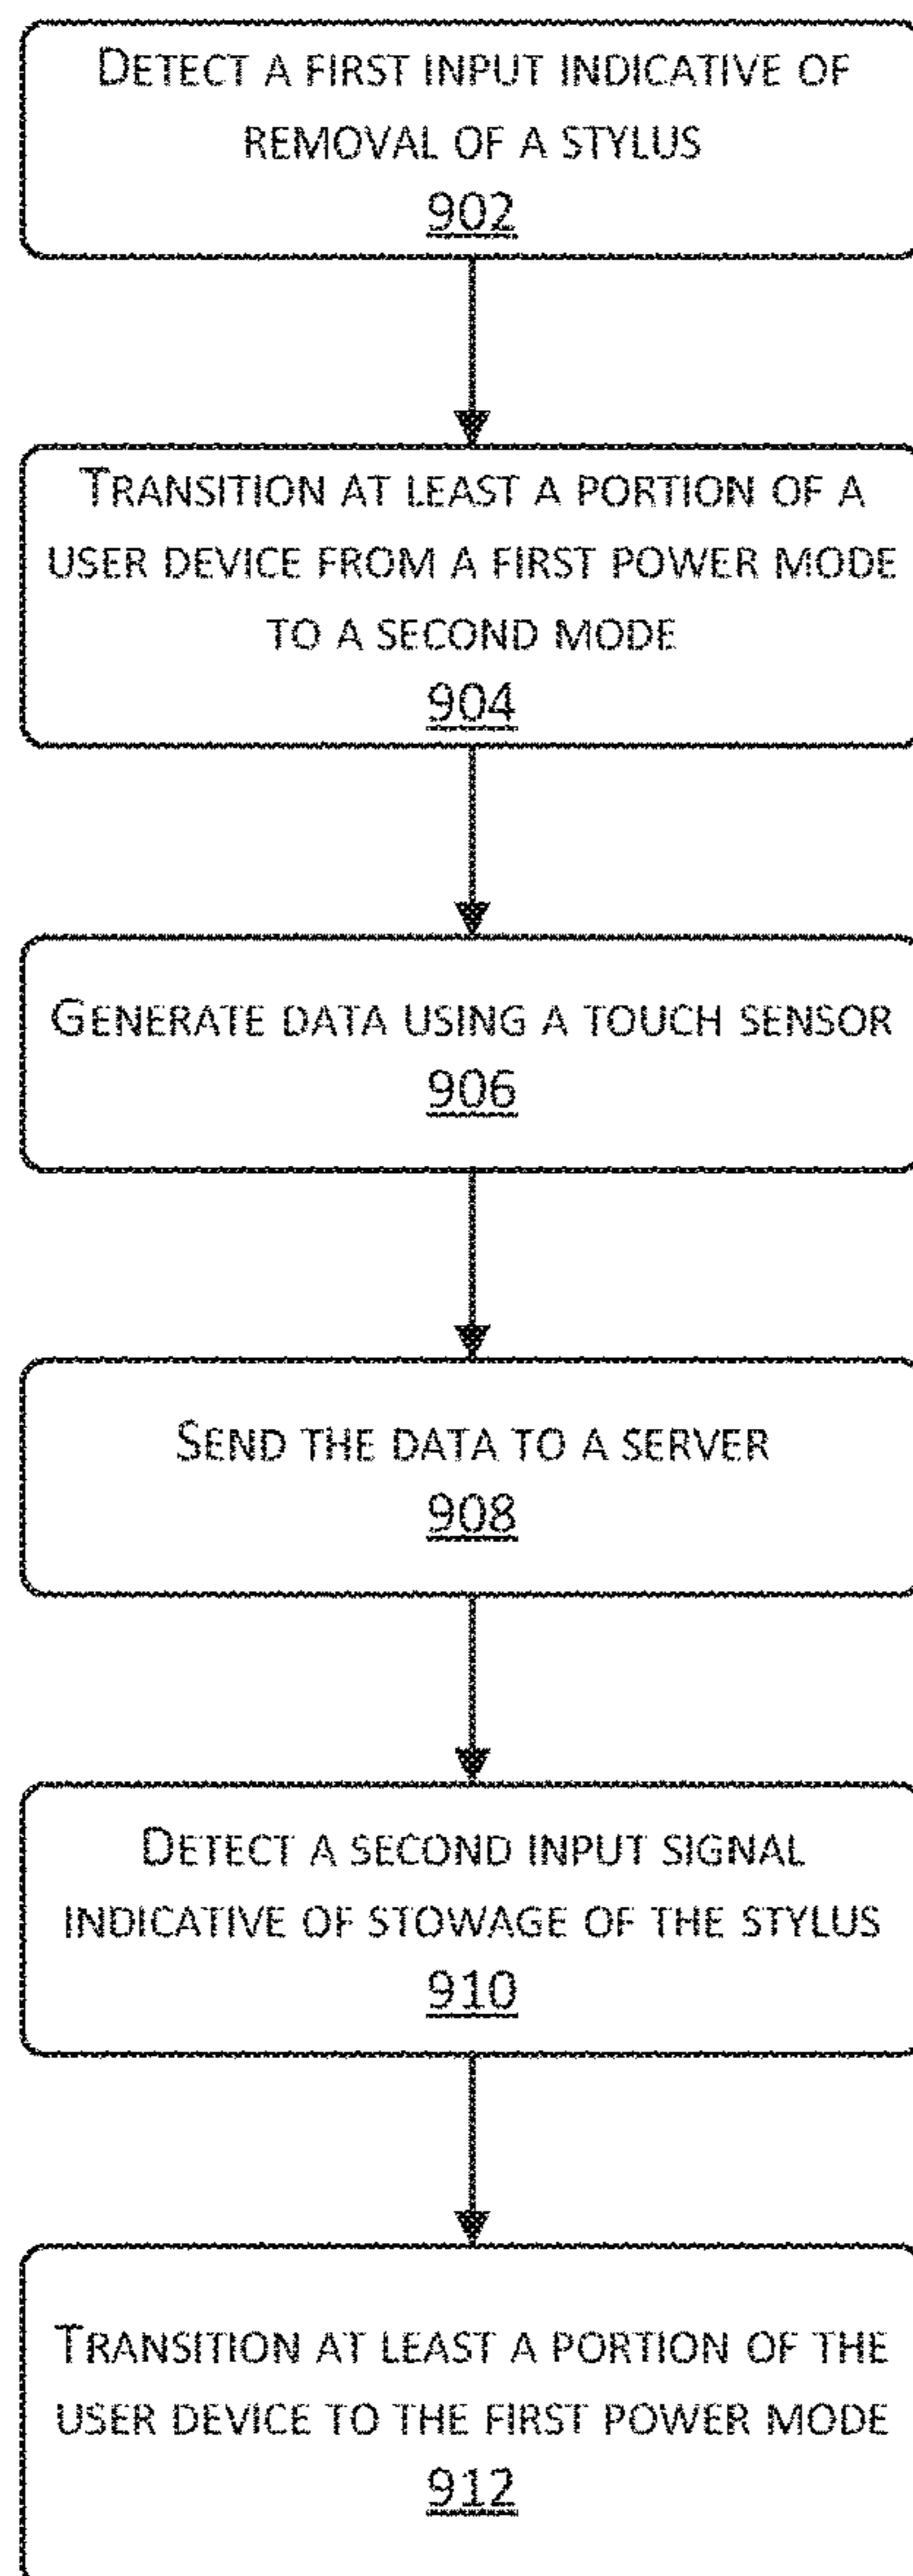 DETECT A FIRST INPUT INDICATIVE OF
REMOVAL OF A STYLUS
902
TRANSITION AT LEAST A PORTION OF A
USER DEVICE FROM A FIRST POWER MODE
TO A SECOND MODE
904
GENERATE DATA USING A TOUCH SENSOR
906
SEND THE DATA TO A SERVER
908
DETECT A SECOND INPUT SIGNAL
INDICATIVE OF STOWAGE OF THE STYLUS
910
TRANSITION AT LEAST A PORTION OF THE
USER DEVICE TO THE FIRST POWER MODE
912